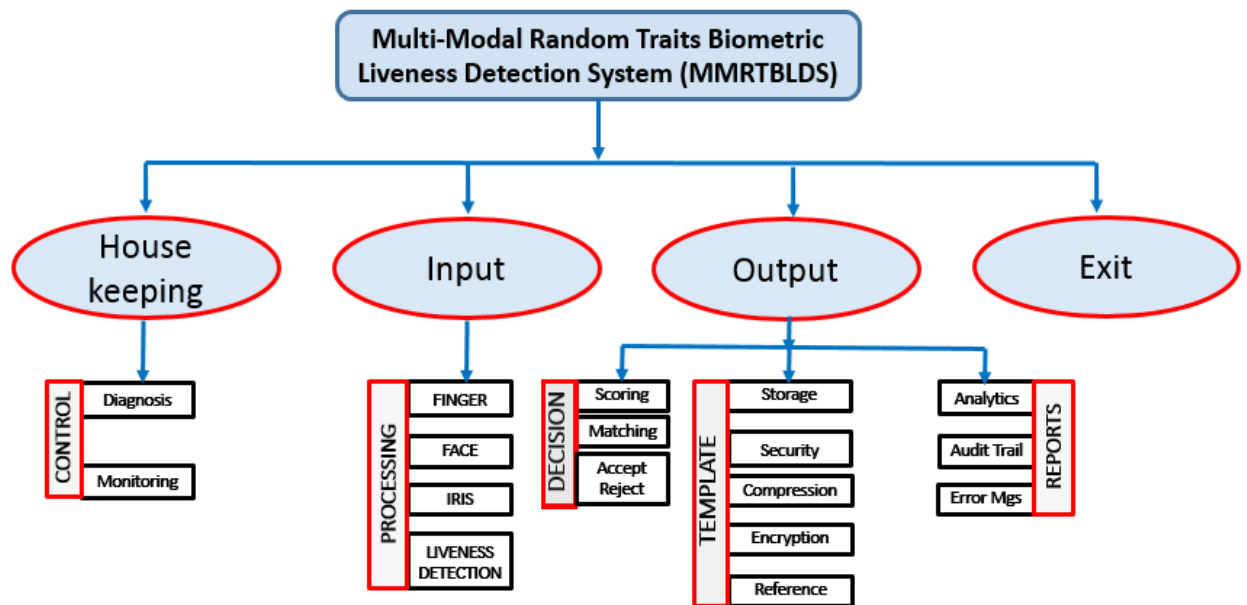 Multi-Modal Random Traits Biometric
Liveness Detection System (MMRTBLDS)
House
keeping
Input
Output
Exit
CONTROL
Diagnosis
Monitoring
PROCESSING
FINGER
FACE
IRIS
LIVENESS
DETECTION
DECISION
Scoring
Matching
Accept
Reject
TEMPLATE
Storage
Security
Compression
Encryption
Reference
Analytics
Audit Trail
Error Mgs
REPORTS